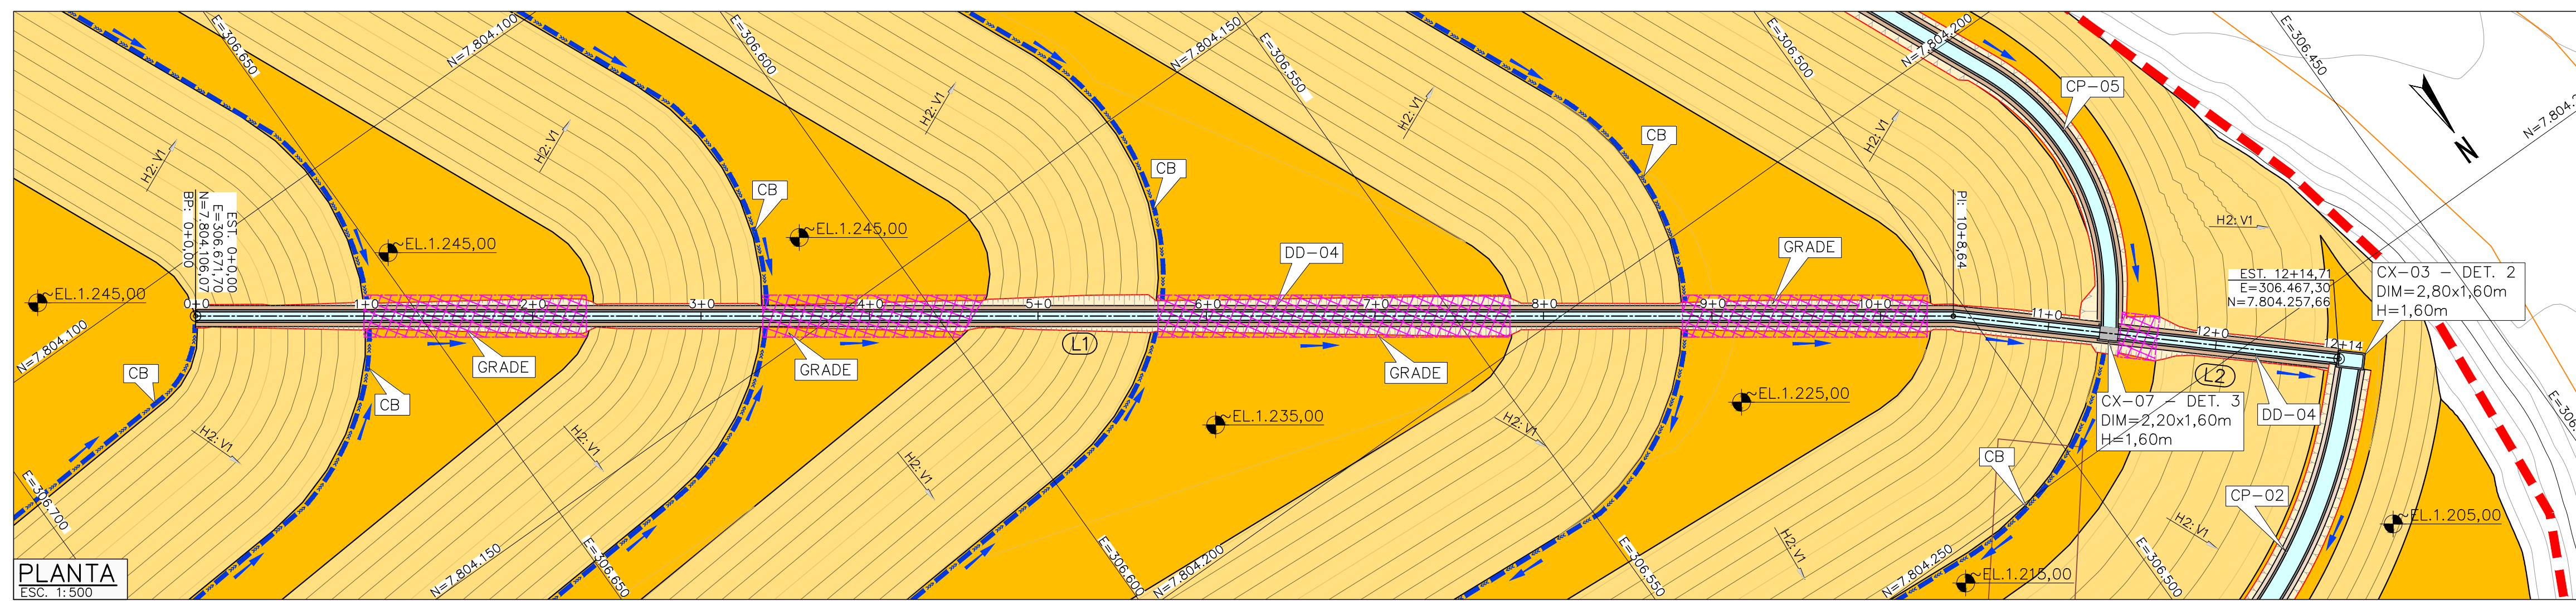 E=306.650
N=7.804.100
E=306.600
N=7.804.150
E=306.550
E=306.500
N=7.804.200
E=306.450
CP-05
N
H2:V1
H2:V1
H2:V1
H2:V1
H2:V1
CB
CB
CB
H2:V1
EST. 0+0,00
E=306.671,70
N=7.804.106,07
BP: 0+0,00
~EL.1.245,00
~EL.1.245,00
~EL.1.245,00
DD-04
GRADE
PI: 10+8,64
EST. 12+14,71
E=306.467,30
N=7.804.257,66
CX-03 - DET. 2
DIM=2,80x1,60m
H=1,60m
0+0
1+0
2+0
3+0
4+0
5+0
6+0
7+0
8+0
9+0
10+0
11+0
12+0
12+14
N=7.804.100
L1
L2
CB
GRADE
GRADE
GRADE
CB
~EL.1.235,00
~EL.1.225,00
CX-07 - DET. 3
DIM=2,20x1,60m
H=1,60m
DD-04
H2:V1
H2:V1
H2:V1
H2:V1
H2:V1
H2:V1
CB
CP-02
~EL.1.205,00
E=306.700
N=7.804.150
E=306.650
E=306.600
N=7.804.200
E=306.550
N=7.804.250
E=306.500
~EL.1.215,00
PLANTA
ESC. 1:500